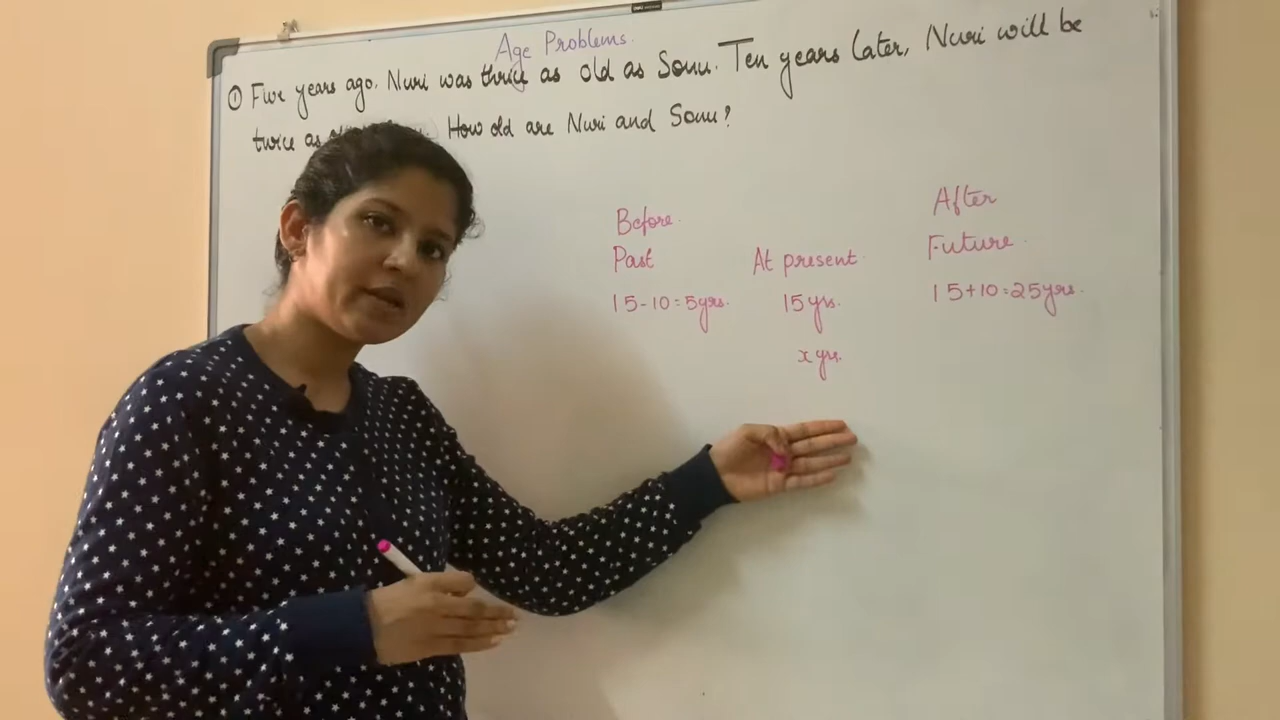 Age Problems.
① Five years ago, Nuri was thrice as old as Sonu. Ten years later, Nuri will be
twice as How old are Nuri and Sonu?
Before.
Past
15-10=5yrs.
At present
15yrs.
x yrs.
After
Future.
15+10=25yrs.